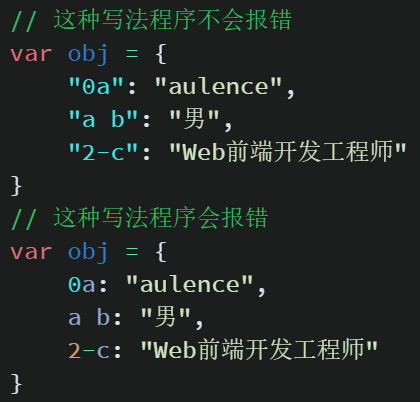 // 这种写法程序不会报错
var obj = {
    "0a": "aulence",
    "a b": "男",
    "2-c": "Web前端开发工程师"
}
// 这种写法程序会报错
var obj = {
    0a: "aulence",
    a b: "男",
    2-c: "Web前端开发工程师"
}